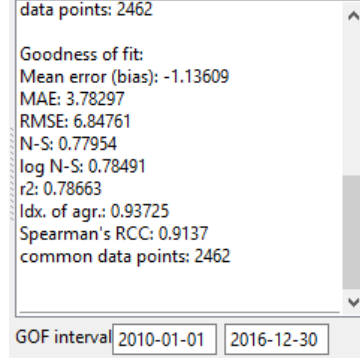 data points: 2462
Goodness of fit:
Mean error (bias): -1.13609
MAE: 3.78297
RMSE: 6.84761
N-S: 0.77954
log N-S: 0.78491
r2: 0.78663
Idx. of agr.: 0.93725
Spearman's RCC: 0.9137
common data points: 2462
GOF interval 2010-01-01 2016-12-30